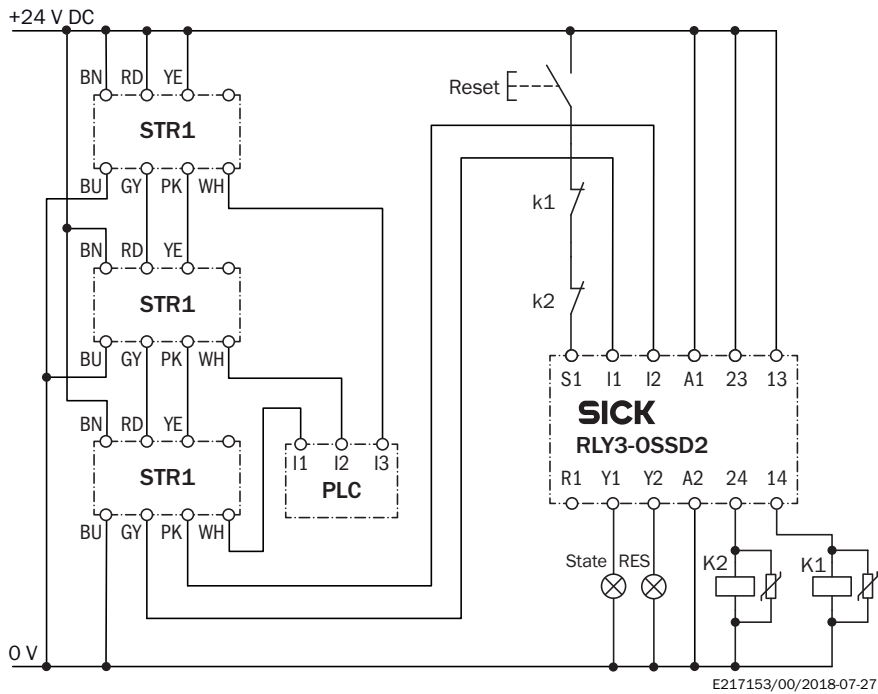 +24 V DC
BN RD YE
STR1
BU GY PK WH
Reset
k1
BN RD YE
STR1
k2
BU GY PK WH
S1 I1 I2 A1 23 13
SICK
RLY3-OSSD2
BN RD YE
STR1
I1 I2 I3
PLC
R1 Y1 Y2 A2 24 14
BU GY PK WH
State RES
K2
K1
0 V
E217153/00/2018-07-27